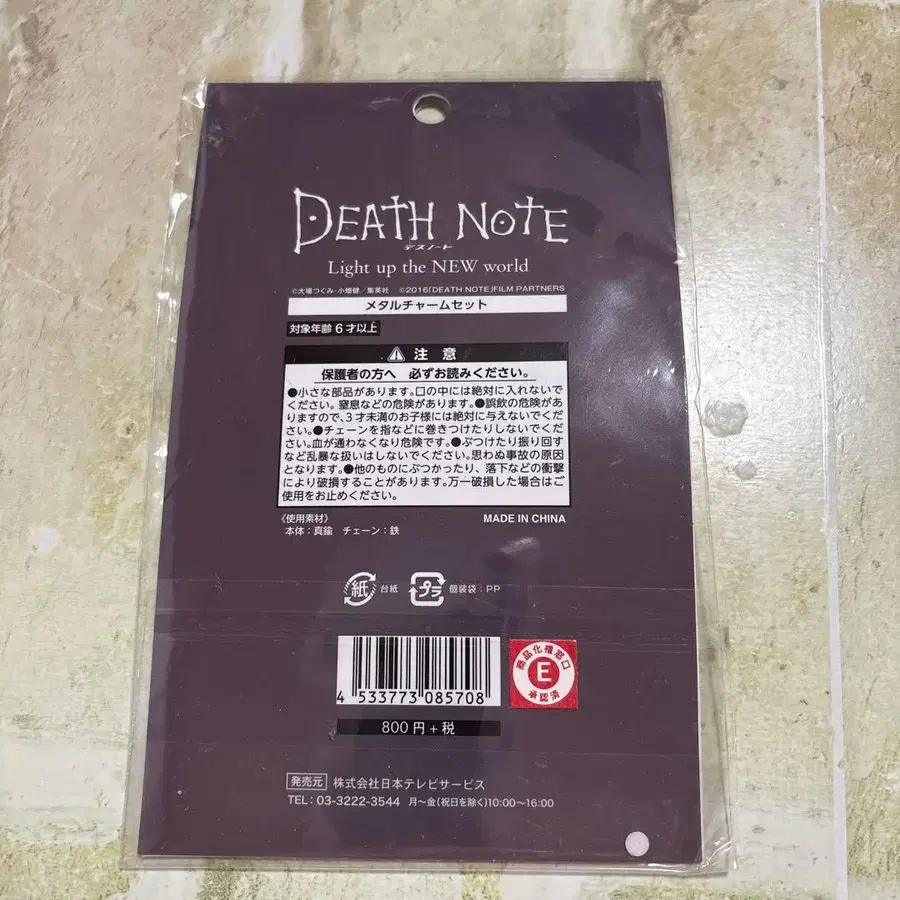 DEATH NOTE
デスノート
Light up the NEW world
©大場つぐみ・小畑健／集英社 ©2016「DEATH NOTE」FILM PARTNERS
メタルチャームセット
対象年齢6才以上
注意
保護者の方へ 必ずお読みください。
●小さな部品があります。口の中には絶対に入れないで
ください。窒息などの危険があります。●誤飲の危険があ
りますので、3才未満のお子様には絶対に与えないでくだ
さい。●チェーンを指などに巻きつけたりしないでくださ
い。血が通わなくなり危険です。●ぶつけたり振り回す
など乱暴な扱いはしないでください。思わぬ事故の原因
となります。●他のものにぶつかったり、落下などの衝撃
により破損することがあります。万一破損した場合はご
使用をお止めください。
《使用素材》
本体：真鍮 チェーン：鉄
MADE IN CHINA
紙 台紙 プラ 個装袋：PP
4 533773 085708
商品化権窓口
E
承認済
800円+税
発売元 株式会社日本テレビサービス
TEL：03-3222-3544 月～金（祝日を除く）10:00～16:00